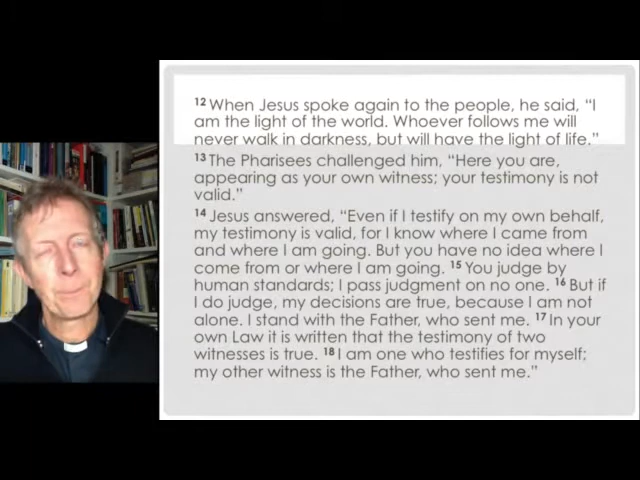 12 When Jesus spoke again to the people, he said, “I
am the light of the world. Whoever follows me will
never walk in darkness, but will have the light of life.”
13 The Pharisees challenged him, “Here you are,
appearing as your own witness; your testimony is not
valid.”
14 Jesus answered, “Even if I testify on my own behalf,
my testimony is valid, for I know where I came from
and where I am going. But you have no idea where I
come from or where I am going. 15 You judge by
human standards; I pass judgment on no one. 16 But if
I do judge, my decisions are true, because I am not
alone. I stand with the Father, who sent me. 17 In your
own Law it is written that the testimony of two
witnesses is true. 18 I am one who testifies for myself;
my other witness is the Father, who sent me.”